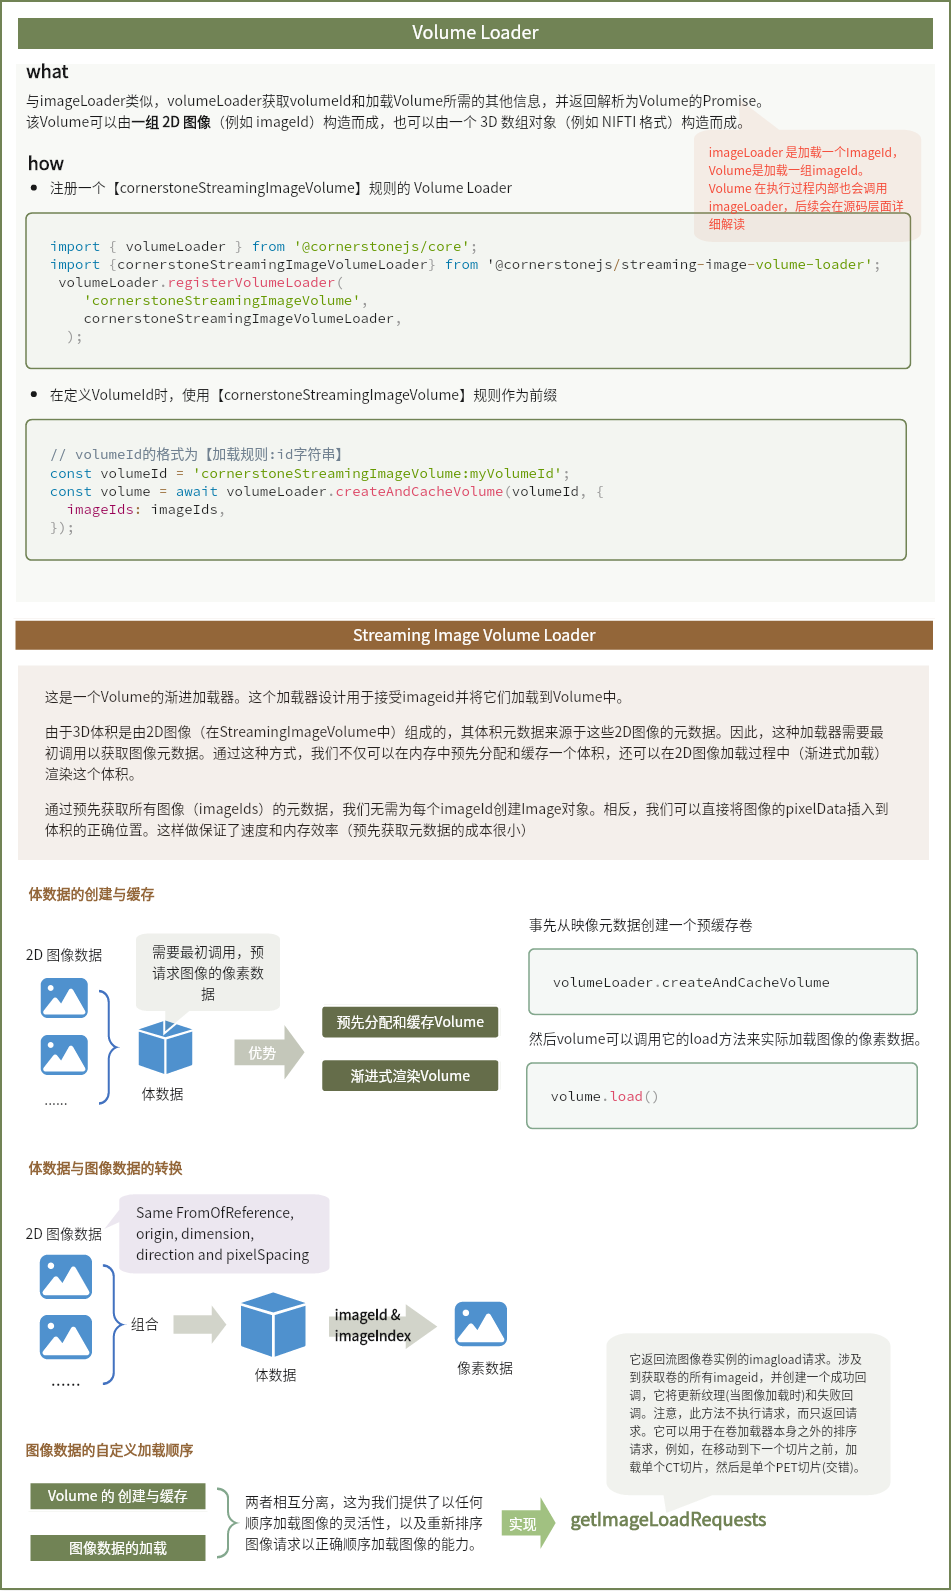 Volume Loader
what
与imageLoader类似，volumeLoader获取volumeId和加载Volume所需的其他信息，并返回解析为Volume的Promise。
该Volume可以由一组 2D 图像（例如 imageId）构造而成，也可以由一个 3D 数组对象（例如 NIFTI 格式）构造而成。
imageLoader 是加载一个ImageId，
Volume是加载一组imageId。
Volume 在执行过程内部也会调用
imageLoader，后续会在源码层面详
细解读
how
注册一个【cornerstoneStreamingImageVolume】规则的 Volume Loader
import { volumeLoader } from '@cornerstonejs/core';
import {cornerstoneStreamingImageVolumeLoader} from '@cornerstonejs/streaming-image-volume-loader';
volumeLoader.registerVolumeLoader(
'cornerstoneStreamingImageVolume',
cornerstoneStreamingImageVolumeLoader,
);
在定义VolumeId时，使用【cornerstoneStreamingImageVolume】规则作为前缀
// volumeId的格式为【加载规则:id字符串】
const volumeId = 'cornerstoneStreamingImageVolume:myVolumeId';
const volume = await volumeLoader.createAndCacheVolume(volumeId, {
imageIds: imageIds,
});
Streaming Image Volume Loader
这是一个Volume的渐进加载器。这个加载器设计用于接受imageid并将它们加载到Volume中。
由于3D体积是由2D图像（在StreamingImageVolume中）组成的，其体积元数据来源于这些2D图像的元数据。因此，这种加载器需要最
初调用以获取图像元数据。通过这种方式，我们不仅可以在内存中预先分配和缓存一个体积，还可以在2D图像加载过程中（渐进式加载）
渲染这个体积。
通过预先获取所有图像（imageIds）的元数据，我们无需为每个imageId创建Image对象。相反，我们可以直接将图像的pixelData插入到
体积的正确位置。这样做保证了速度和内存效率（预先获取元数据的成本很小）
体数据的创建与缓存
2D 图像数据
......
需要最初调用，预
请求图像的像素数
据
体数据
优势
预先分配和缓存Volume
渐进式渲染Volume
事先从映像元数据创建一个预缓存卷
volumeLoader.createAndCacheVolume
然后volume可以调用它的load方法来实际加载图像的像素数据。
volume.load()
体数据与图像数据的转换
Same FromOfReference,
origin, dimension,
direction and pixelSpacing
2D 图像数据
......
组合
体数据
imageId &
imageIndex
像素数据
它返回流图像卷实例的imagload请求。涉及
到获取卷的所有imageid，并创建一个成功回
调，它将更新纹理(当图像加载时)和失败回
调。注意，此方法不执行请求，而只返回请
求。它可以用于在卷加载器本身之外的排序
请求，例如，在移动到下一个切片之前，加
载单个CT切片，然后是单个PET切片(交错)。
图像数据的自定义加载顺序
Volume 的 创建与缓存
图像数据的加载
两者相互分离，这为我们提供了以任何
顺序加载图像的灵活性，以及重新排序
图像请求以正确顺序加载图像的能力。
实现
getImageLoadRequests